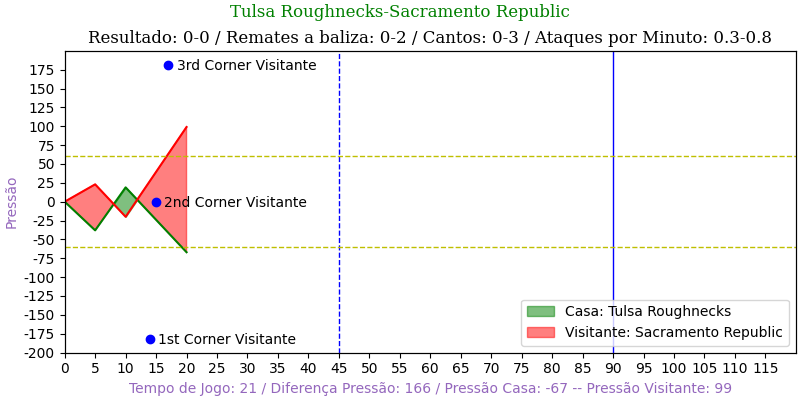 Tulsa Roughnecks-Sacramento Republic
Resultado: 0-0 / Remates a baliza: 0-2 / Cantos: 0-3 / Ataques por Minuto: 0.3-0.8
Pressão
175
150
125
100
75
50
25
0
-25
-50
-75
-100
-125
-150
-175
-200
3rd Corner Visitante
2nd Corner Visitante
1st Corner Visitante
Casa: Tulsa Roughnecks
Visitante: Sacramento Republic
0 5 10 15 20 25 30 35 40 45 50 55 60 65 70 75 80 85 90 95 100 105 110 115
Tempo de Jogo: 21 / Diferença Pressão: 166 / Pressão Casa: -67 -- Pressão Visitante: 99